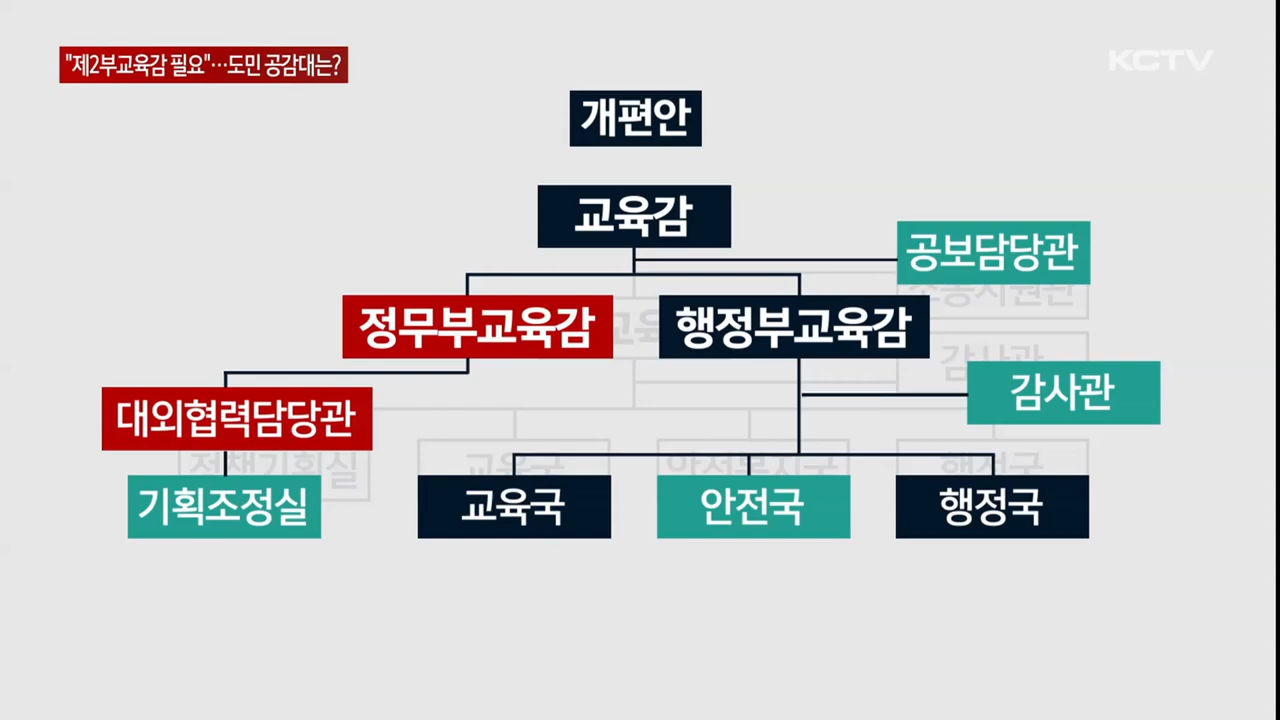 "제2부교육감 필요"…도민 공감대는?
KCTV
개편안
교육감
공보담당관
정무부교육감
행정부교육감
감사관
대외협력담당관
기획조정실
교육국
안전국
행정국